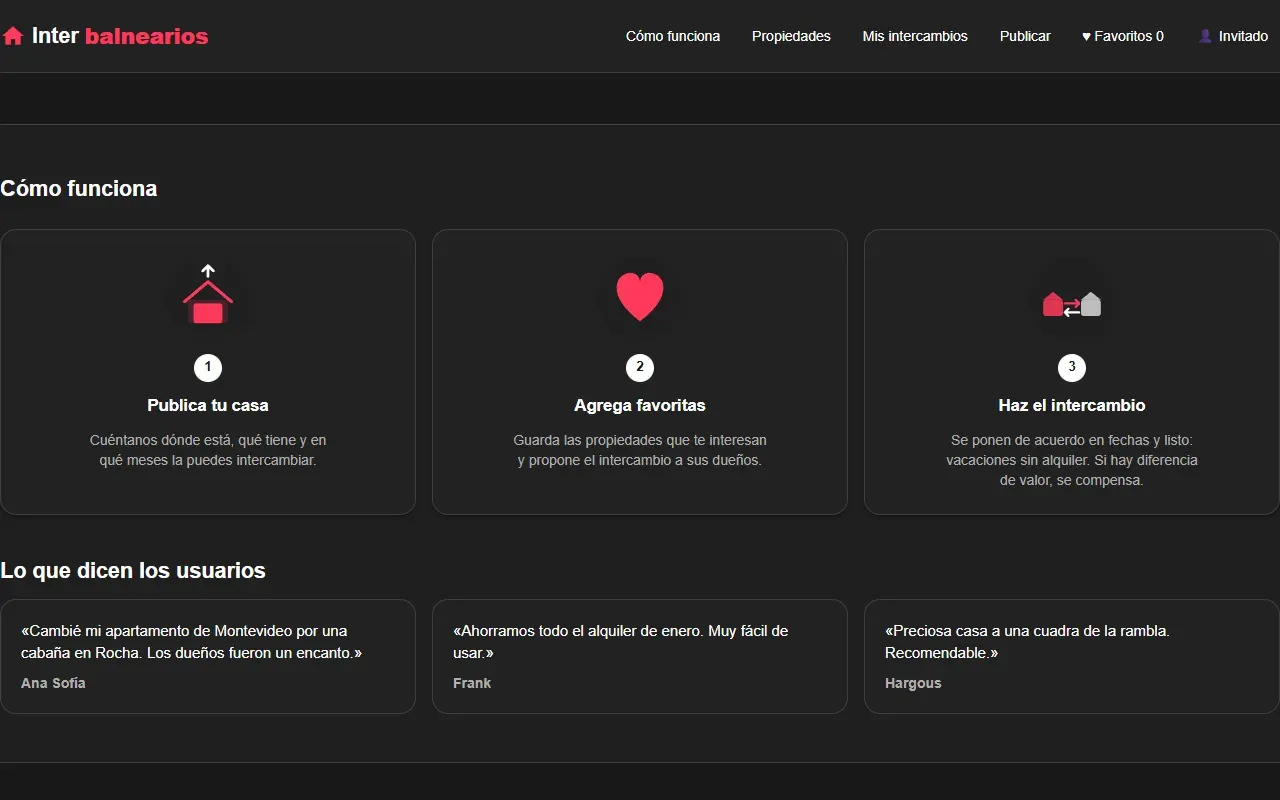 Inter balnearios
Cómo funciona
Propiedades
Mis intercambios
Publicar
♥ Favoritos 0
Invitado
Cómo funciona
1
Publica tu casa
Cuéntanos dónde está, qué tiene y en
qué meses la puedes intercambiar.
2
Agrega favoritas
Guarda las propiedades que te interesan
y propone el intercambio a sus dueños.
3
Haz el intercambio
Se ponen de acuerdo en fechas y listo:
vacaciones sin alquiler. Si hay diferencia
de valor, se compensa.
Lo que dicen los usuarios
«Cambié mi apartamento de Montevideo por una
cabaña en Rocha. Los dueños fueron un encanto.»
Ana Sofía
«Ahorramos todo el alquiler de enero. Muy fácil de
usar.»
Frank
«Preciosa casa a una cuadra de la rambla.
Recomendable.»
Hargous